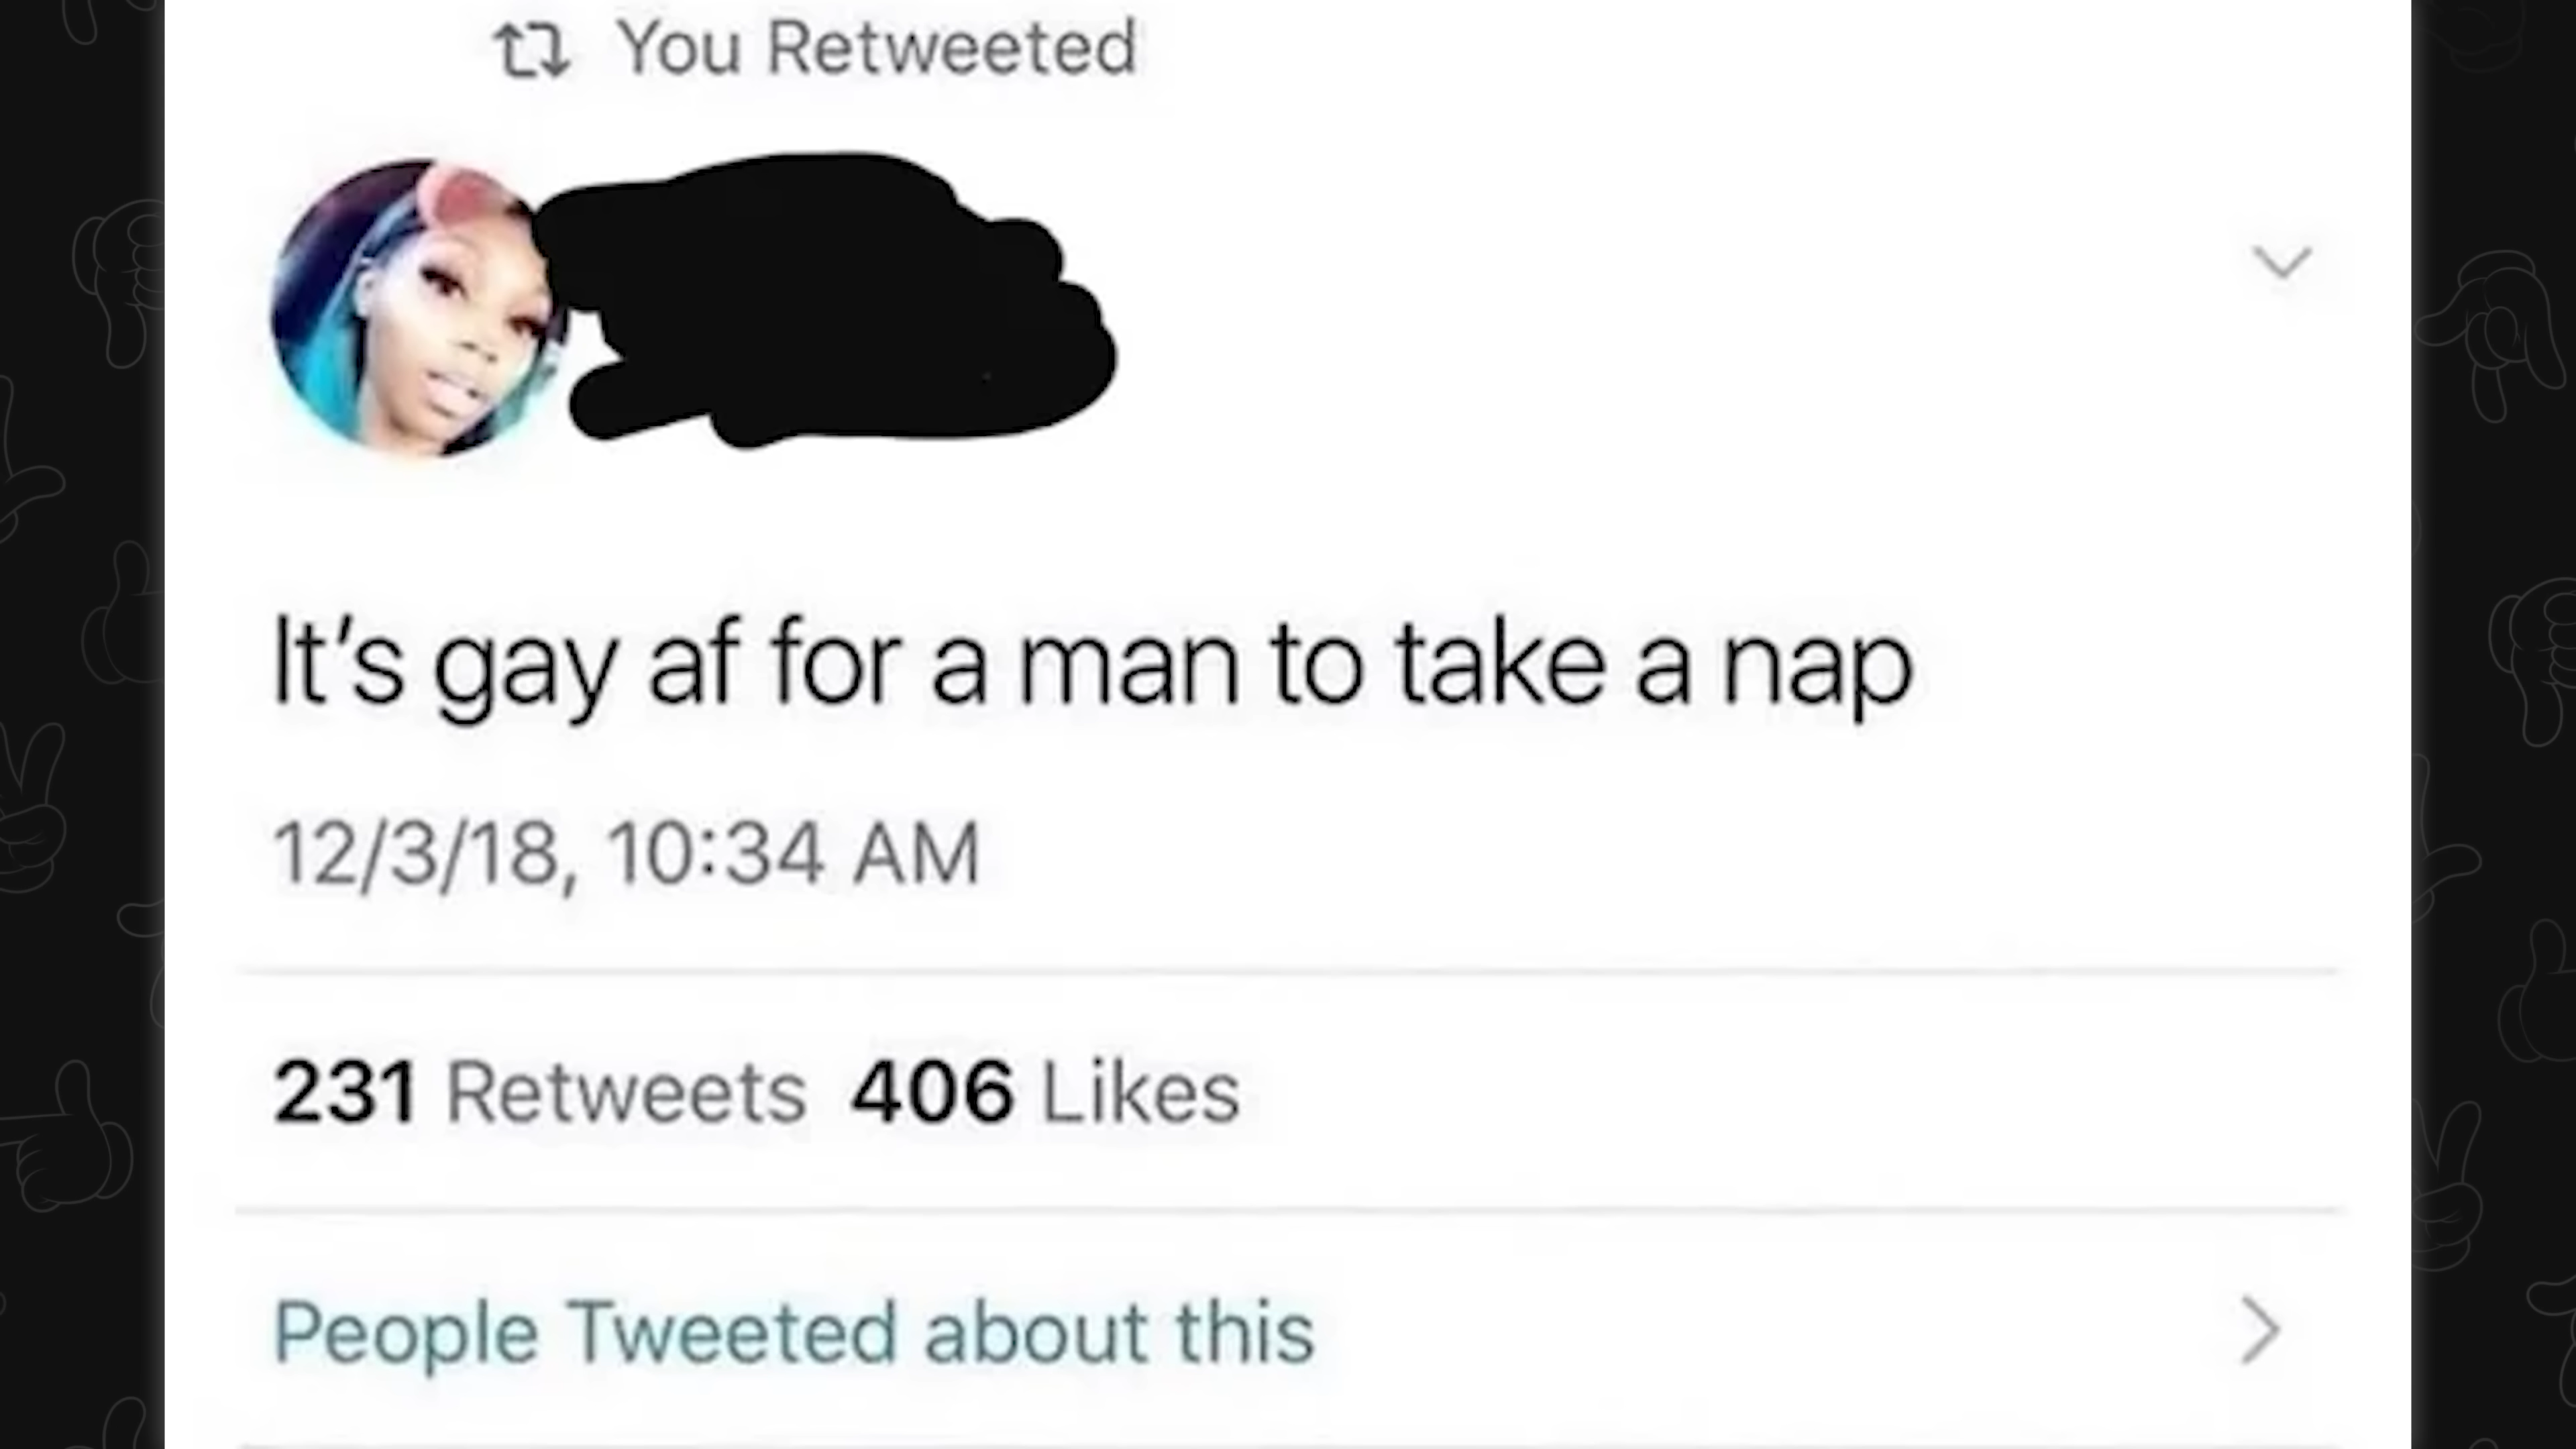 You Retweeted
It's gay af for a man to take a nap
12/3/18, 10:34 AM
231 Retweets 406 Likes
People Tweeted about this